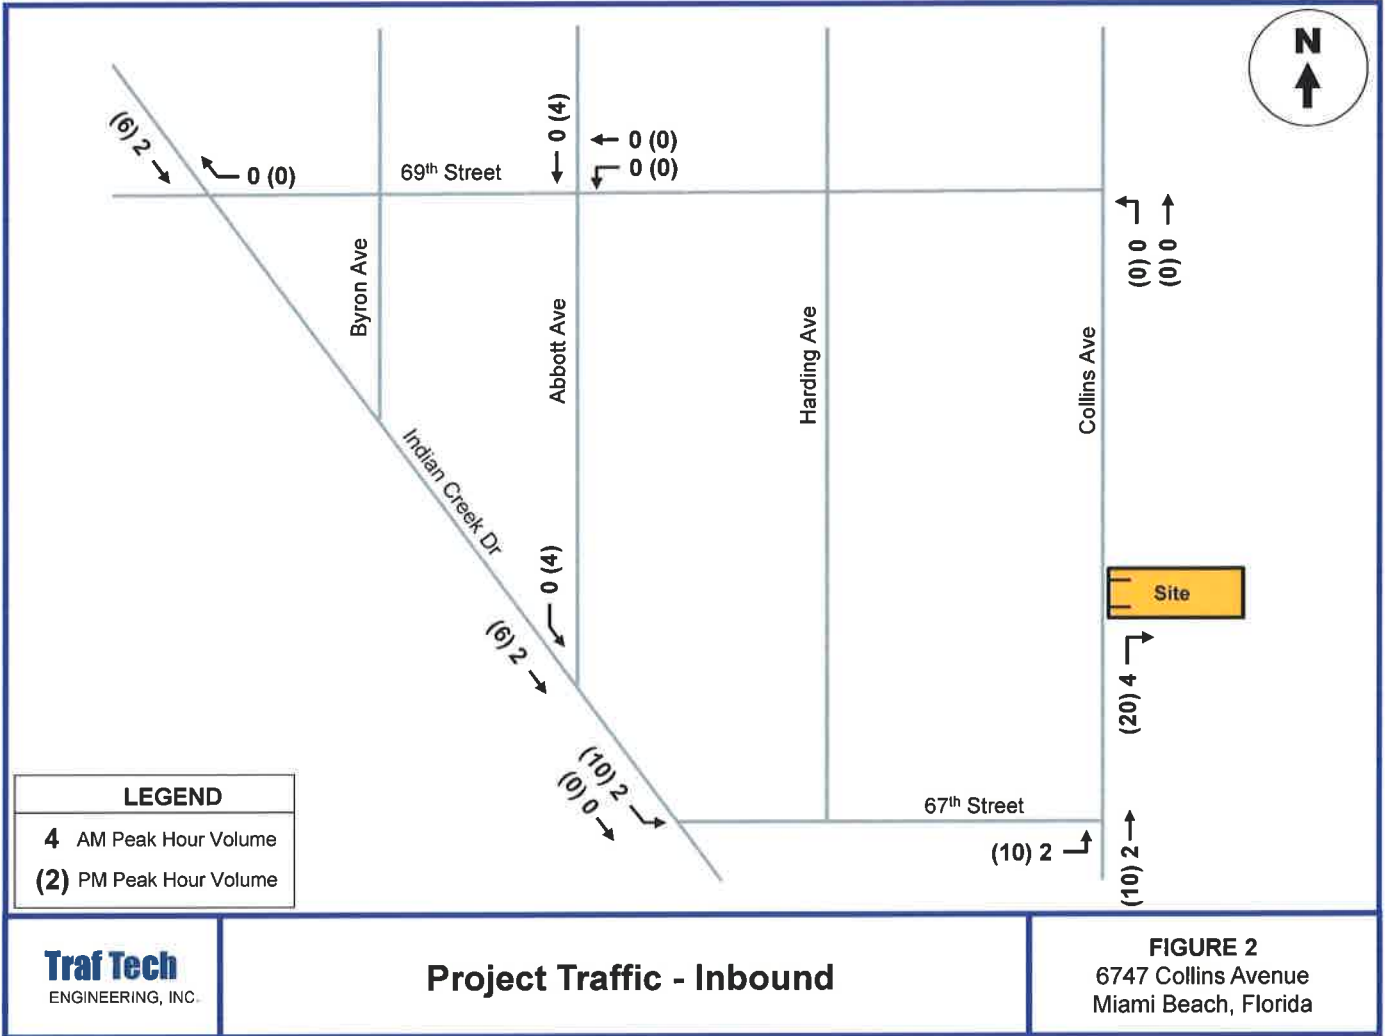 N
(6) 2
0 (0)
69th Street
0 (4)
0 (0)
0 (0)
(0) 0
(0) 0
Byron Ave
Abbott Ave
Harding Ave
Collins Ave
Indian Creek Dr
0 (4)
(6) 2
Site
(20) 4
(10) 2
(0) 0
67th Street
(10) 2
(10) 2
LEGEND
4 AM Peak Hour Volume
(2) PM Peak Hour Volume
Traf Tech
ENGINEERING, INC.
Project Traffic - Inbound
FIGURE 2
6747 Collins Avenue
Miami Beach, Florida